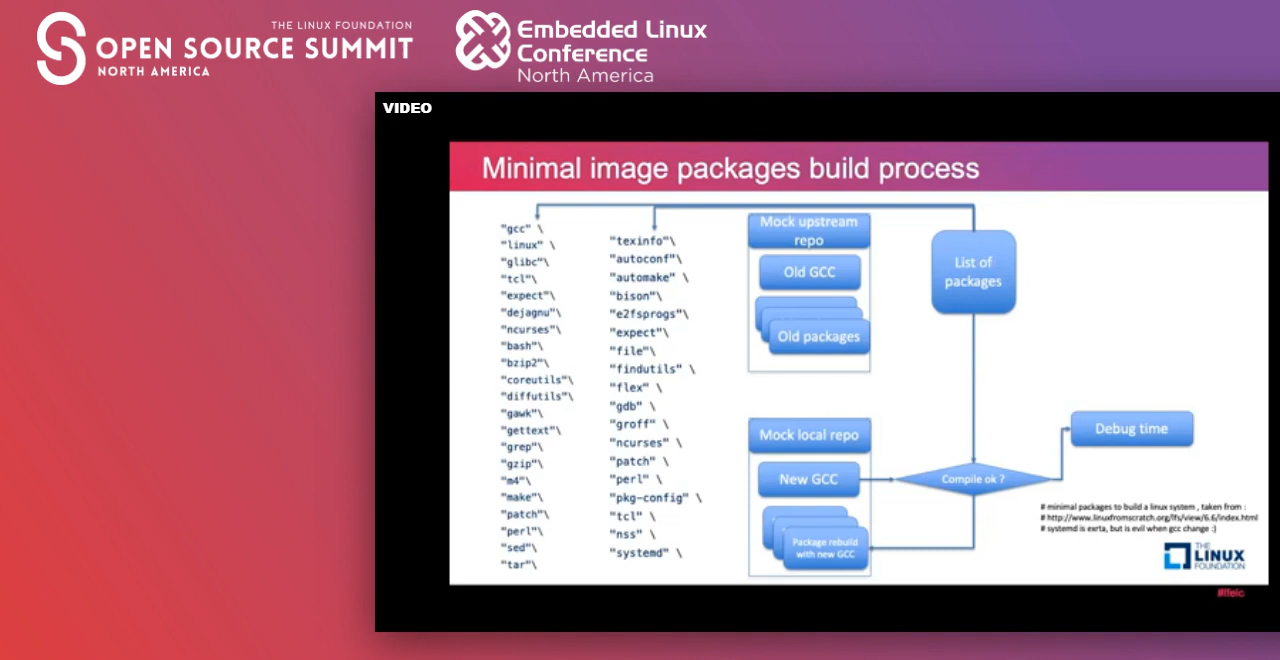 THE LINUX FOUNDATION
OPEN SOURCE SUMMIT
NORTH AMERICA
Embedded Linux
Conference
North America
VIDEO
Minimal image packages build process
"gcc" \
"linux" \
"glibc"\
"tcl"\
"expect"\
"dejagnu"\
"ncurses"\
"bash"\
"bzip2"\
"coreutils"\
"diffutils"\
"gawk"\
"gettext"\
"grep"\
"gzip"\
"m4"\
"make"\
"patch"\
"perl"\
"sed"\
"tar"\
"texinfo"\
"autoconf"\
"automake" \
"bison"\
"e2fsprogs"\
"expect"\
"file"\
"findutils" \
"flex" \
"gdb" \
"groff" \
"ncurses" \
"patch" \
"perl" \
"pkg-config" \
"tcl" \
"nss" \
"systemd" \
Mock upstream
repo
Old GCC
Old packages
List of
packages
Mock local repo
New GCC
Package rebuild
with new GCC
Compile ok ?
Debug time
# minimal packages to build a linux system , taken from :
# http://www.linuxfromscratch.org/lfs/view/6.6/index.html
# systemd is exrta, but is evil when gcc change :)
THE
LINUX
FOUNDATION
#lfelc